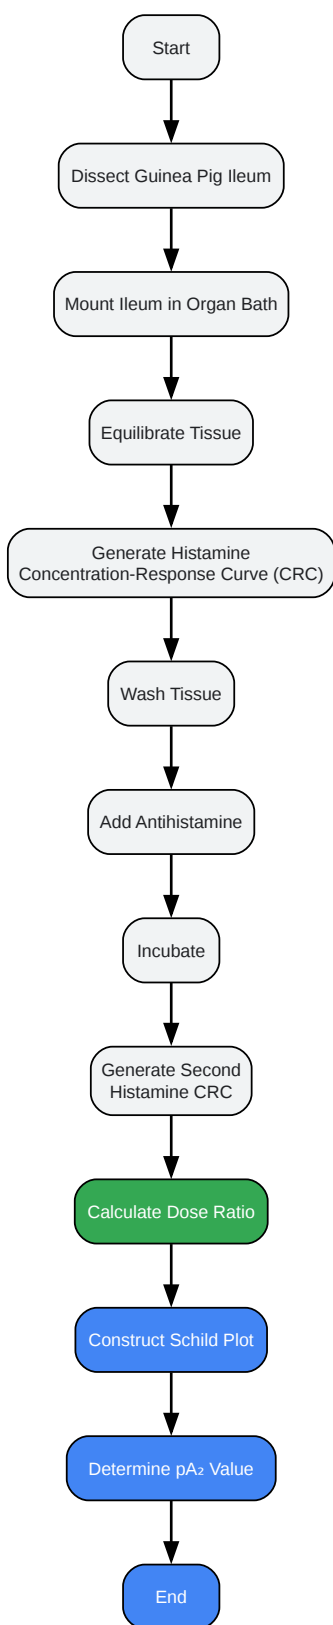 Start
Dissect Guinea Pig Ileum
Mount Ileum in Organ Bath
Equilibrate Tissue
Generate Histamine
Concentration-Response Curve (CRC)
Wash Tissue
Add Antihistamine
Incubate
Generate Second
Histamine CRC
Calculate Dose Ratio
Construct Schild Plot
Determine pA₂ Value
End